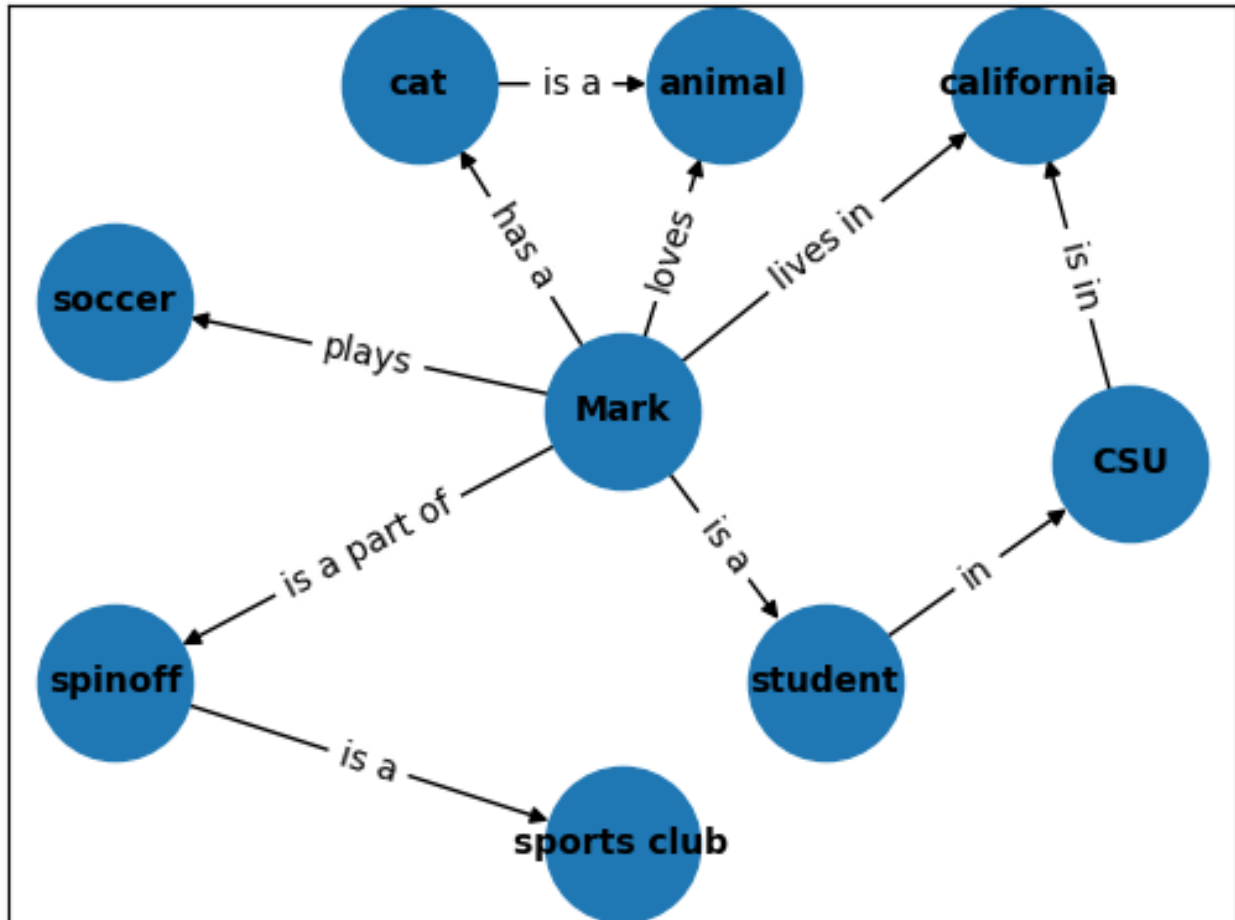 cat
is a
animal
california
has a
loves
lives in
is in
soccer
plays
Mark
CSU
is a part of
is a
in
spinoff
student
is a
sports club